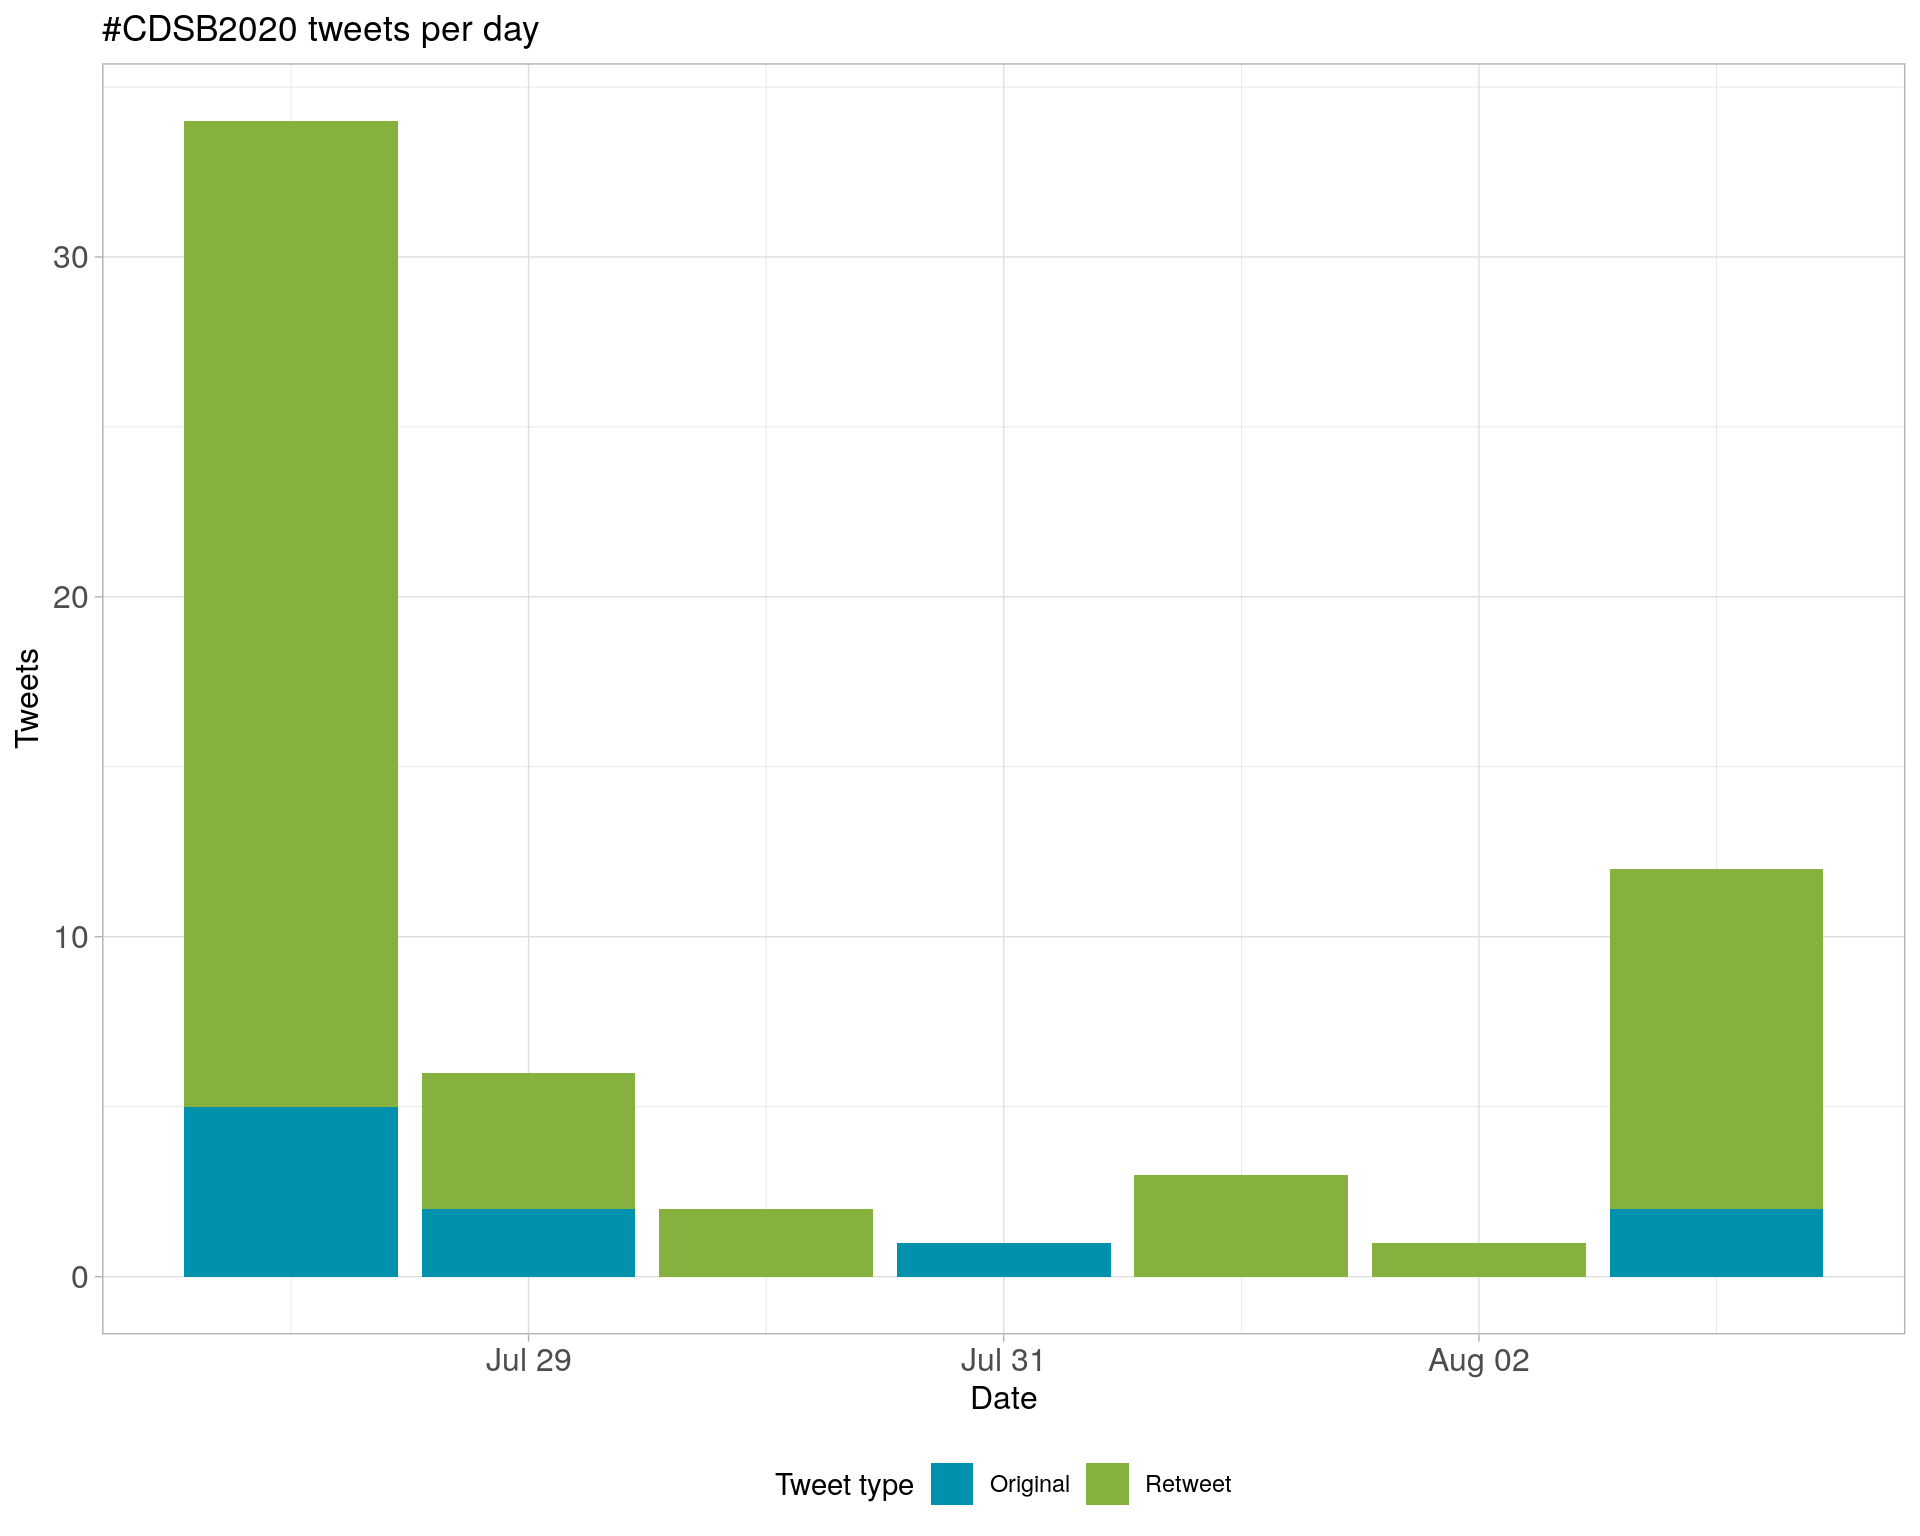 #CDSB2020 tweets per day
30
20
10
0
Tweets
Jul 29 Jul 31 Aug 02
Date
Tweet type Original Retweet